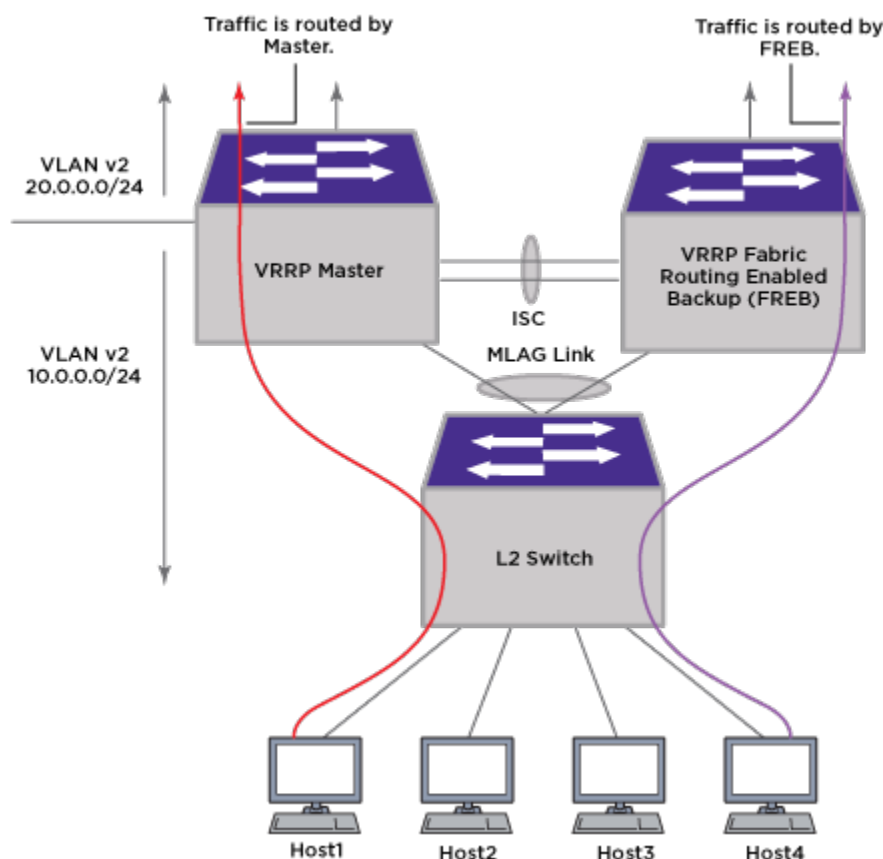 Traffic is routed by
Master.
Traffic is routed by
FREB.
VLAN v2
20.0.0.0/24
VRRP Master
VRRP Fabric
Routing Enabled
Backup (FREB)
ISC
VLAN v2
10.0.0.0/24
MLAG Link
L2 Switch
Host1
Host2
Host3
Host4